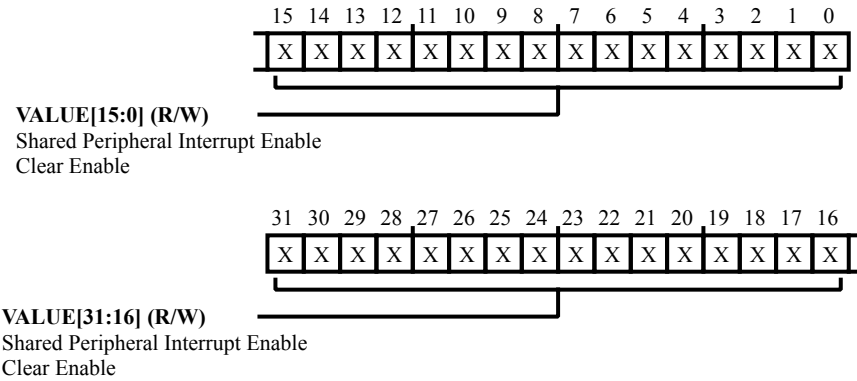 15 14 13 12 11 10 9 8 7 6 5 4 3 2 1 0
X X X X X X X X X X X X X X X X
VALUE[15:0] (R/W)
Shared Peripheral Interrupt Enable
Clear Enable
31 30 29 28 27 26 25 24 23 22 21 20 19 18 17 16
X X X X X X X X X X X X X X X X
VALUE[31:16] (R/W)
Shared Peripheral Interrupt Enable
Clear Enable